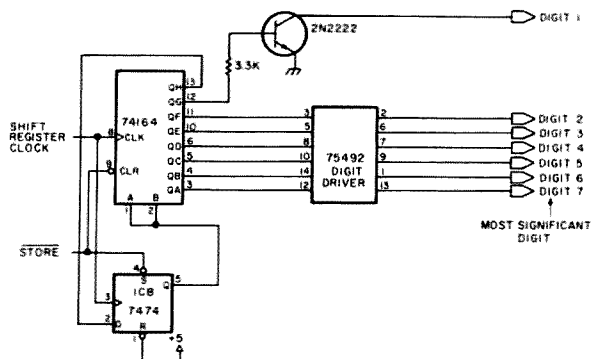 DIGIT 1
2N2222
3.3K
QH 13
QG 12
74164
SHIFT
REGISTER
CLOCK
8 CLK
9 CLR
QF 11
QE 10
QD 6
QC 5
QB 4
QA 3
A B
1 2
3 2 DIGIT 2
5 6 DIGIT 3
8 7 DIGIT 4
10 9 DIGIT 5
14 1 DIGIT 6
12 13 DIGIT 7
75492
DIGIT
DRIVER
MOST SIGNIFICANT
DIGIT
STORE
4 S
Q 5
IC8
7474
3
2 D
R
1
+5